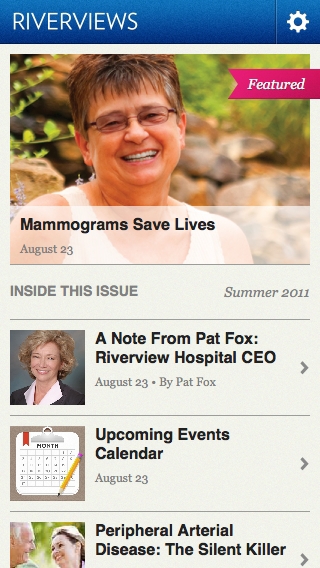 RIVERVIEWS
Featured
Mammograms Save Lives
August 23
INSIDE THIS ISSUE
Summer 2011
A Note From Pat Fox:
Riverview Hospital CEO
August 23 • By Pat Fox
MONTH
Upcoming Events
Calendar
August 23
Peripheral Arterial
Disease: The Silent Killer